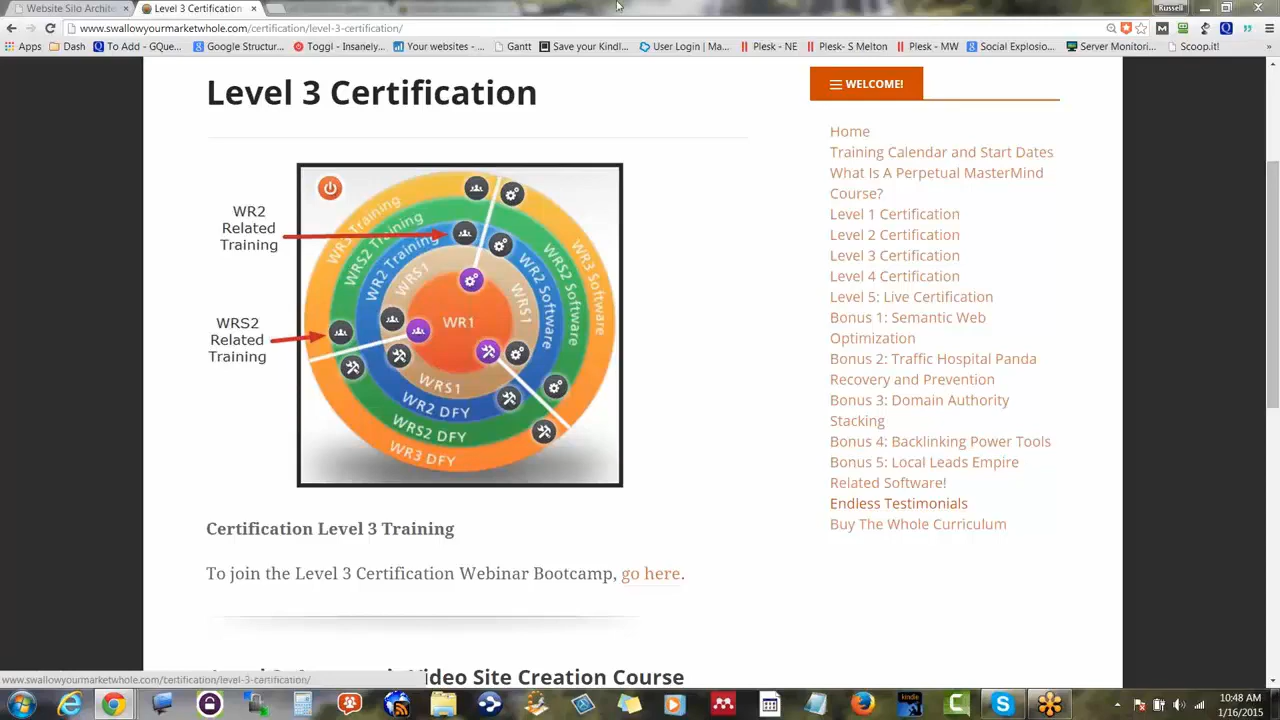 Website Silo Archite
Level 3 Certification
Russell
www.swallowyourmarketwhole.com/certification/level-3-certification/
Apps
Dash
To Add - GQue...
Google Structur...
Toggl - Insanely...
Your websites - ...
Gantt
Save your Kindl...
User Login | Ma...
Plesk - NE
Plesk- S Melton
Plesk - MW
Social Explosio...
Server Monitori...
Scoop.it!
Level 3 Certification
WELCOME!
Home
Training Calendar and Start Dates
What Is A Perpetual MasterMind
Course?
Level 1 Certification
Level 2 Certification
Level 3 Certification
Level 4 Certification
Level 5: Live Certification
Bonus 1: Semantic Web
Optimization
Bonus 2: Traffic Hospital Panda
Recovery and Prevention
Bonus 3: Domain Authority
Stacking
Bonus 4: Backlinking Power Tools
Bonus 5: Local Leads Empire
Related Software!
Endless Testimonials
Buy The Whole Curriculum
WR2
Related
Training
WRS2
Related
Training
WR3 Training
WRS2 Training
WR2 Training
WRS1
WR1
WRS1
WR2 Software
WRS2 Software
WR3 Software
WRS1
WR2 DFY
WRS2 DFY
WR3 DFY
Certification Level 3 Training
To join the Level 3 Certification Webinar Bootcamp, go here.
Video Site Creation Course
www.swallowyourmarketwhole.com/certification/level-3-certification/
kindle
10:48 AM
1/16/2015